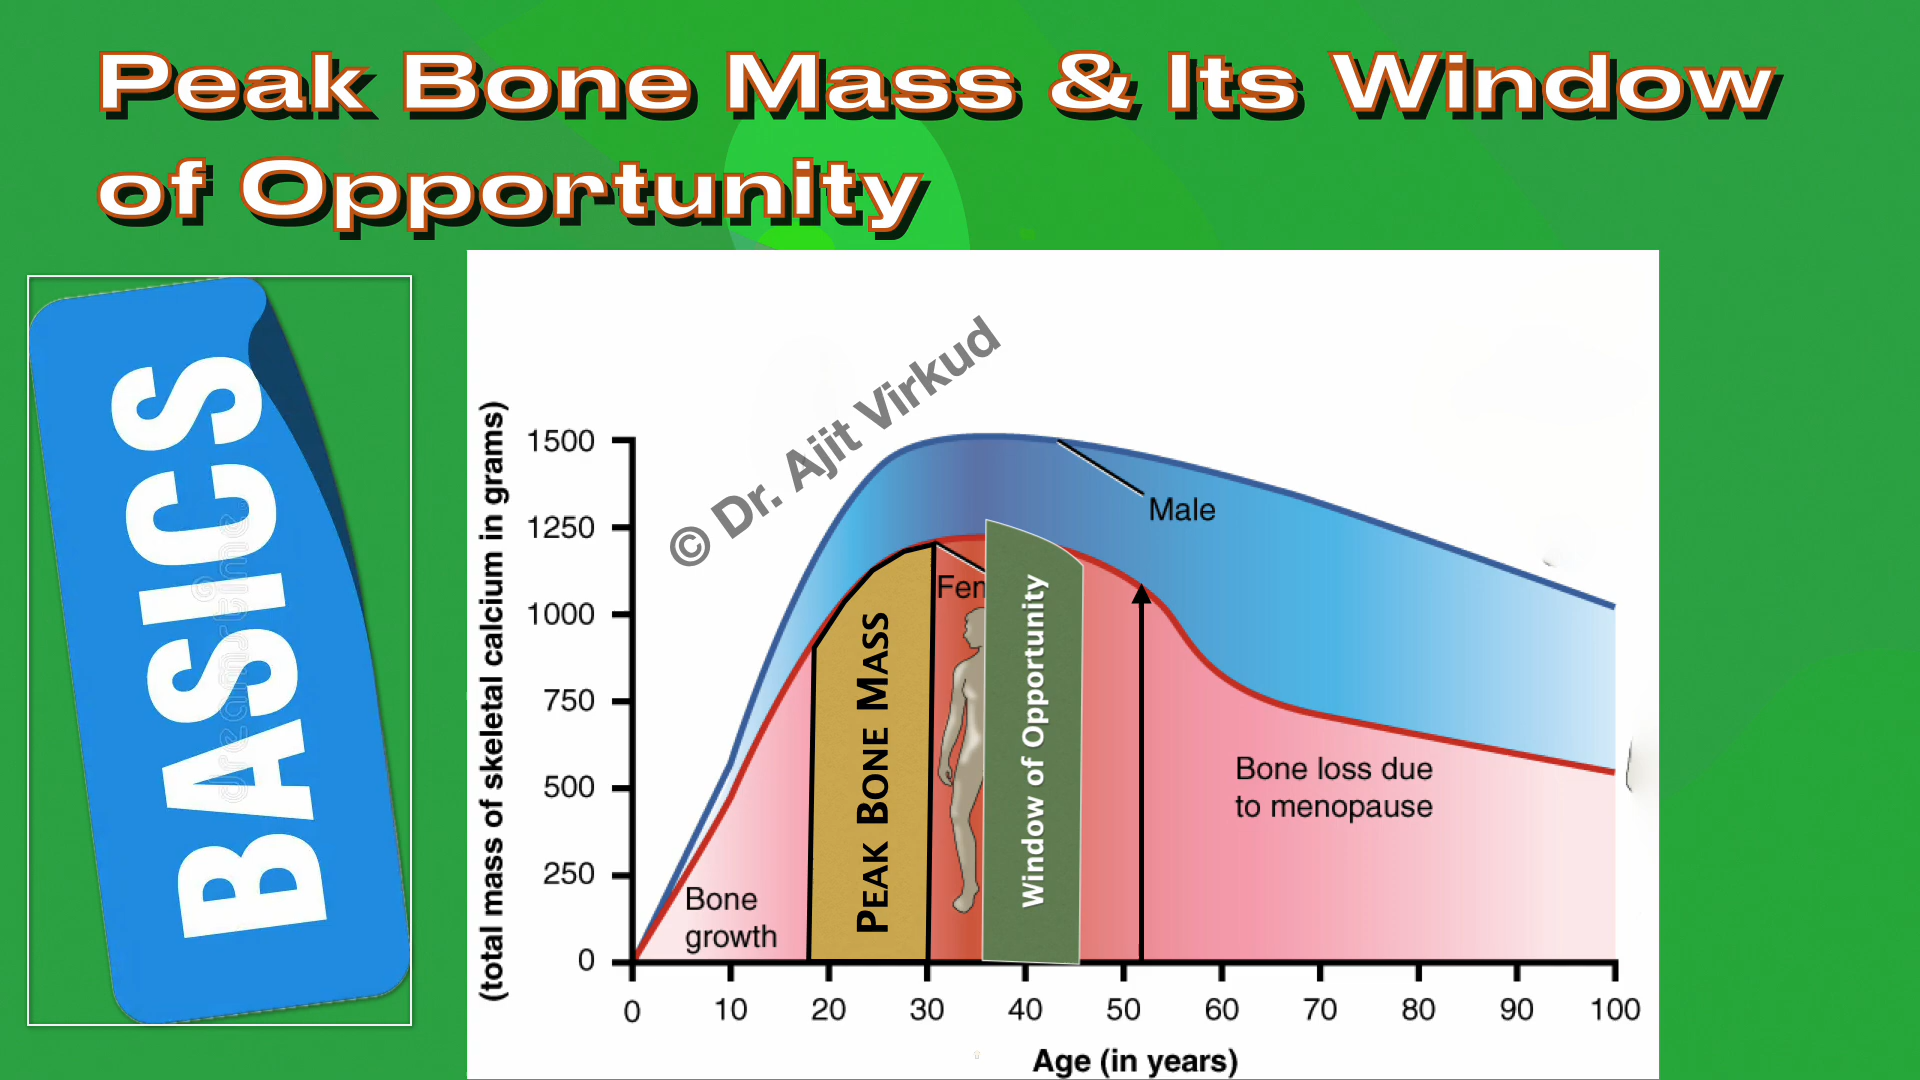 Peak Bone Mass & Its Window
of Opportunity
BASICS
dreamstime
© Dr. Ajit Virkud
(total mass of skeletal calcium in grams)
1500
1250
1000
750
500
250
0
Male
Fem
PEAK BONE MASS
Window of Opportunity
Bone growth
Bone loss due
to menopause
0 10 20 30 40 50 60 70 80 90 100
Age (in years)